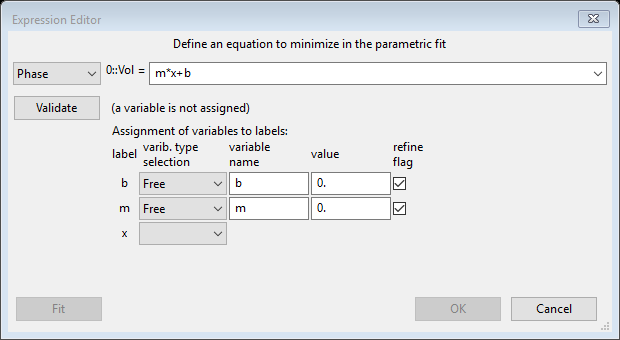 Expression Editor
Define an equation to minimize in the parametric fit
Phase 0::Vol = m*x+b
Validate (a variable is not assigned)
Assignment of variables to labels:
label varib. type selection variable name value refine flag
b Free b 0.
m Free m 0.
x
Fit OK Cancel